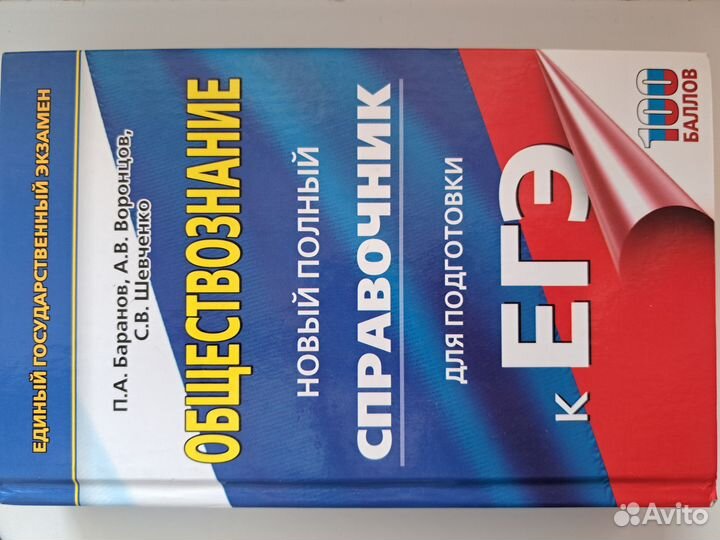 ЕДИНЫЙ ГОСУДАРСТВЕННЫЙ ЭКЗАМЕН
П.А. Баранов, А.В. Воронцов,
С.В. Шевченко
ОБЩЕСТВОЗНАНИЕ
НОВЫЙ ПОЛНЫЙ
СПРАВОЧНИК
ДЛЯ ПОДГОТОВКИ
К ЕГЭ
100
БАЛЛОВ
Avito